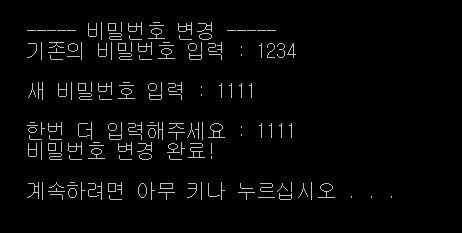 ----- 비밀번호 변경 -----
기존의 비밀번호 입력 : 1234
새 비밀번호 입력 : 1111
한번 더 입력해주세요 : 1111
비밀번호 변경 완료!
계속하려면 아무 키나 누르십시오 . . .